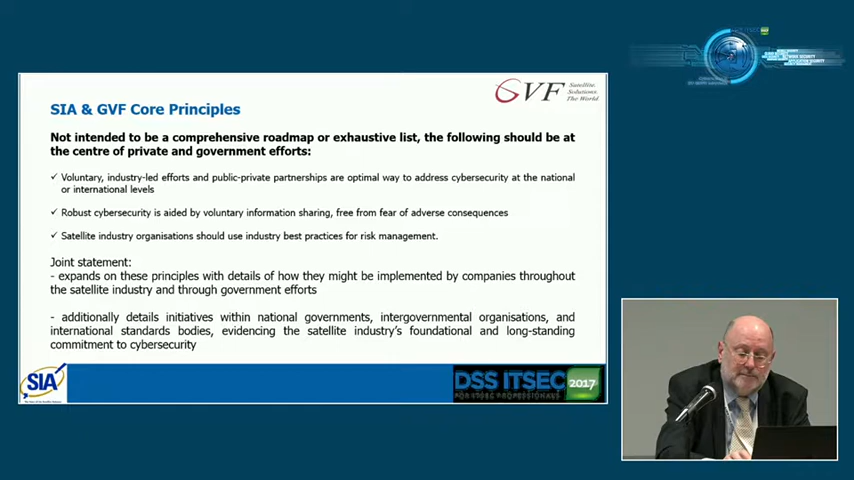 GVF Satellite
Solutions
The World
SIA & GVF Core Principles
Not intended to be a comprehensive roadmap or exhaustive list, the following should be at
the centre of private and government efforts:
✓ Voluntary, industry-led efforts and public-private partnerships are optimal way to address cybersecurity at the national
or international levels
✓ Robust cybersecurity is aided by voluntary information sharing, free from fear of adverse consequences
✓ Satellite industry organisations should use industry best practices for risk management.
Joint statement:
- expands on these principles with details of how they might be implemented by companies throughout
the satellite industry and through government efforts
- additionally details initiatives within national governments, intergovernmental organisations, and
international standards bodies, evidencing the satellite industry's foundational and long-standing
commitment to cybersecurity
SIA
DSS ITSEC 2017
FOR ITSEC PROFESSIONALS